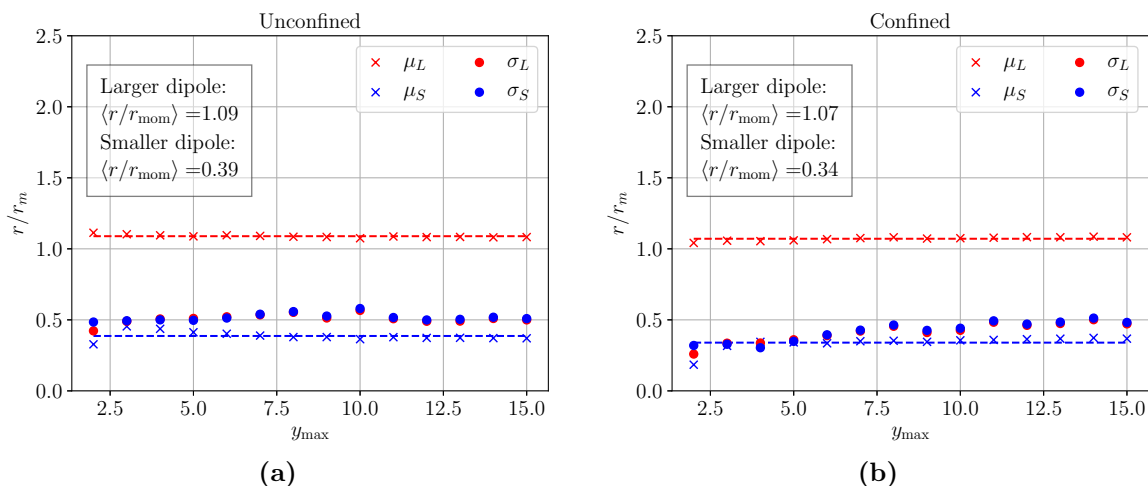 Unconfined
2.5
2.0
1.5
1.0
0.5
0.0
r/r_m
μ_L σ_L
μ_S σ_S
Larger dipole:
⟨r/r_mom⟩ =1.09
Smaller dipole:
⟨r/r_mom⟩ =0.39
2.5 5.0 7.5 10.0 12.5 15.0
y_max
(a)
Confined
2.5
2.0
1.5
1.0
0.5
0.0
r/r_m
μ_L σ_L
μ_S σ_S
Larger dipole:
⟨r/r_mom⟩ =1.07
Smaller dipole:
⟨r/r_mom⟩ =0.34
2.5 5.0 7.5 10.0 12.5 15.0
y_max
(b)